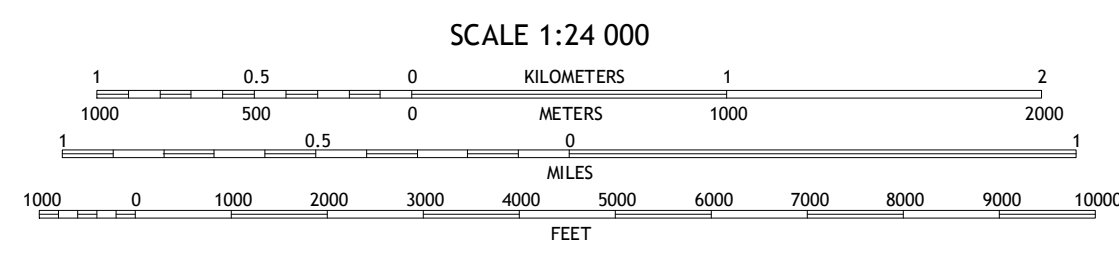 SCALE 1:24 000
1 0.5 0 KILOMETERS 1 2
1000 500 0 METERS 1000 2000
1 0.5 0 1
MILES
1000 0 1000 2000 3000 4000 5000 6000 7000 8000 9000 10000
FEET